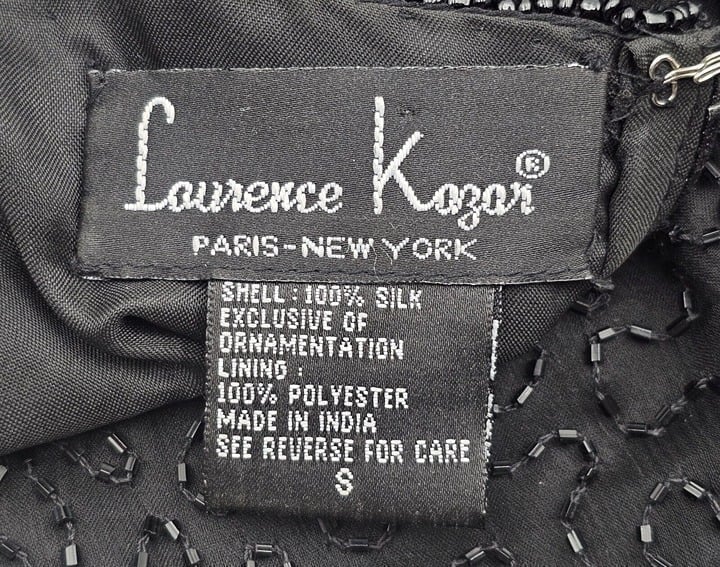 Laurence Kazar®
PARIS-NEW YORK
SHELL : 100% SILK
EXCLUSIVE OF
ORNAMENTATION
LINING :
100% POLYESTER
MADE IN INDIA
SEE REVERSE FOR CARE
S